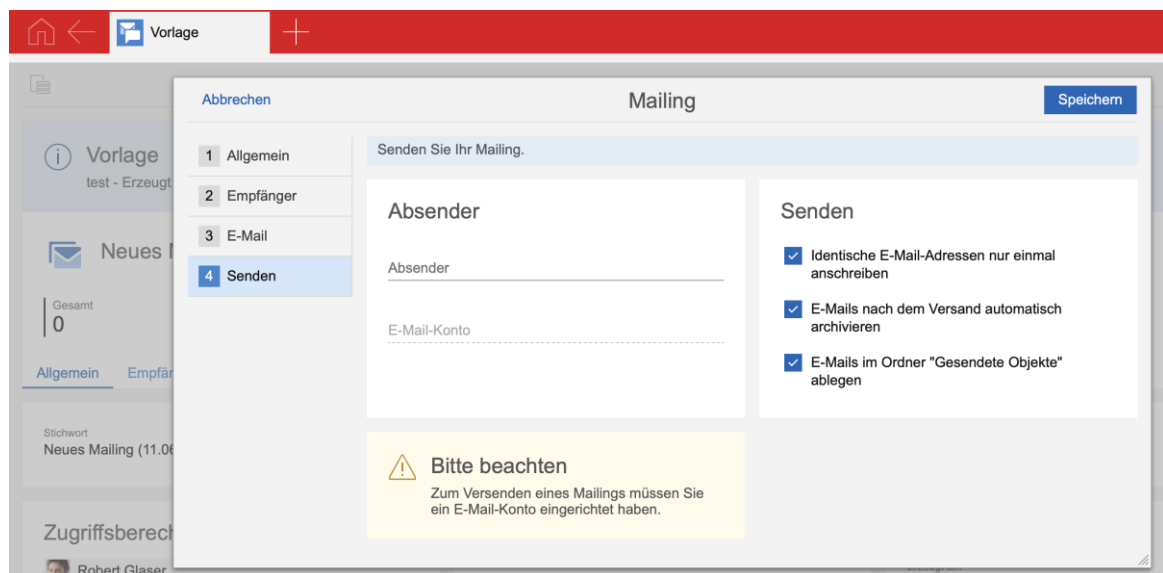 Vorlage
Abbrechen
Mailing
Speichern
Vorlage
test - Erzeugt
Neues
Gesamt
0
Allgemein
Empfän
Stichwort
Neues Mailing (11.06
Zugriffsberech
Robert Glaser
1 Allgemein
2 Empfänger
3 E-Mail
4 Senden
Senden Sie Ihr Mailing.
Absender
Absender
E-Mail-Konto
Senden
Identische E-Mail-Adressen nur einmal
anschreiben
E-Mails nach dem Versand automatisch
archivieren
E-Mails im Ordner "Gesendete Objekte"
ablegen
Bitte beachten
Zum Versenden eines Mailings müssen Sie
ein E-Mail-Konto eingerichtet haben.